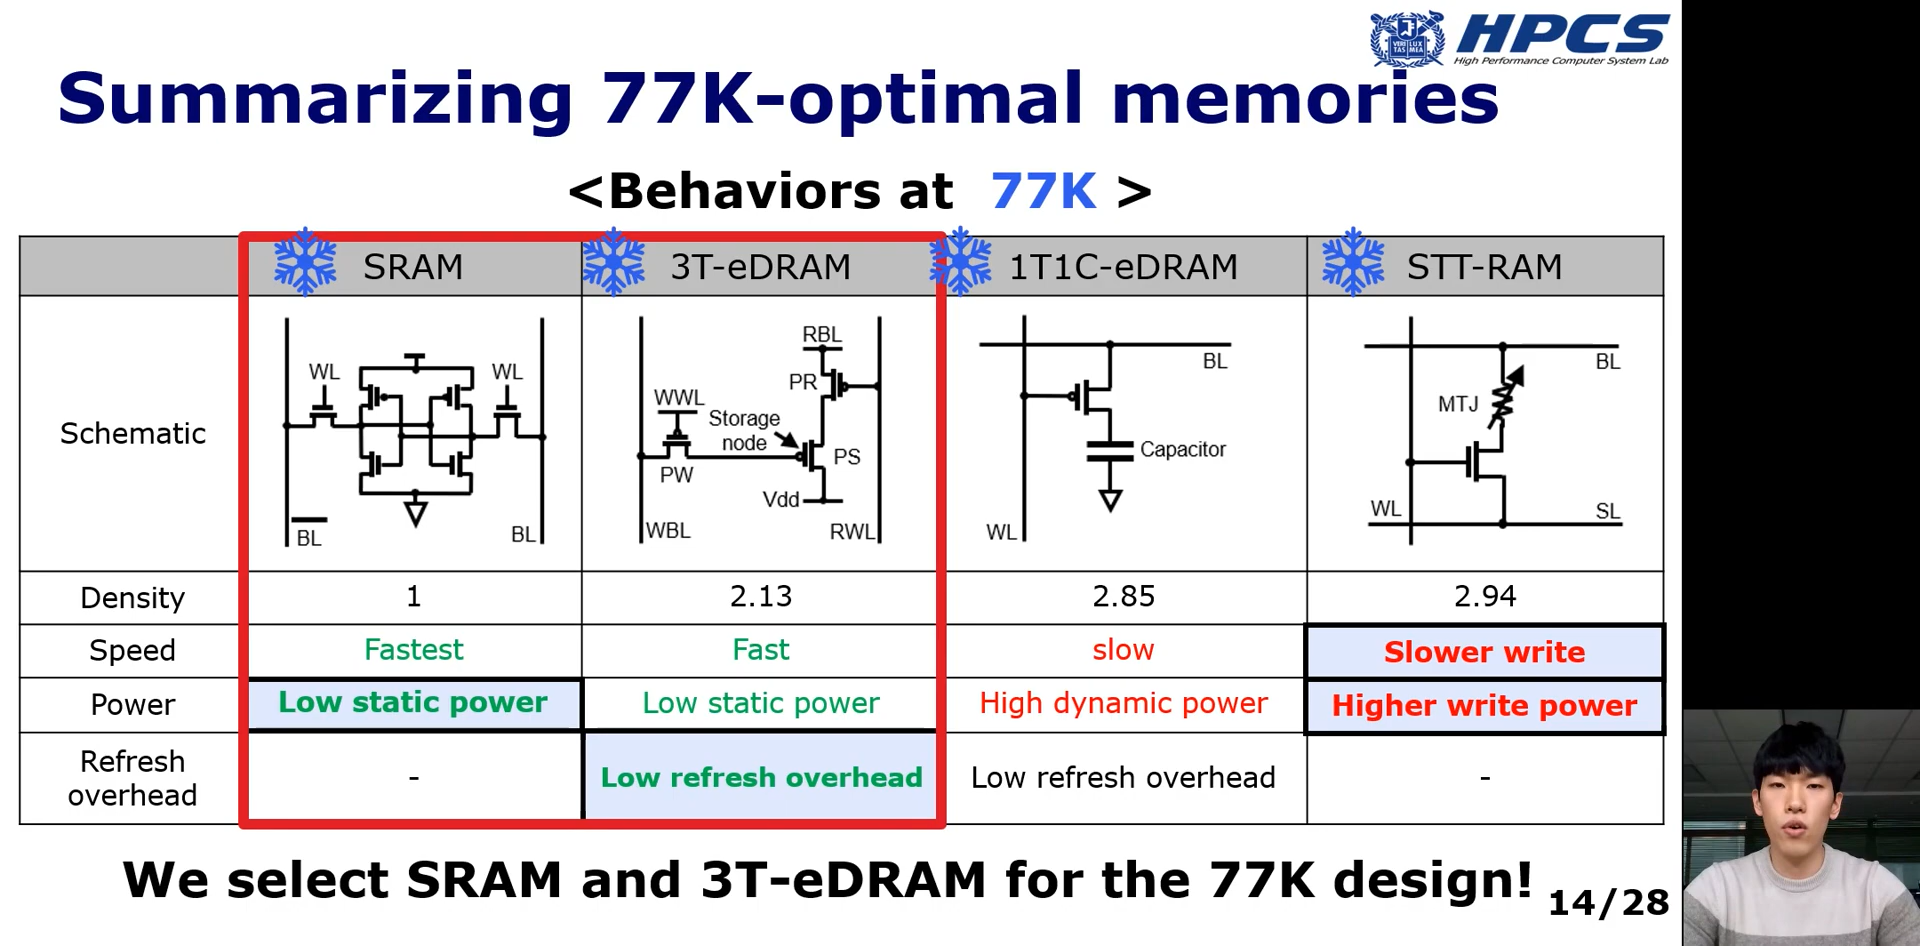 VERI LUX
TAS MEA
HPCS
High Performance Computer System Lab
Summarizing 77K-optimal memories
<Behaviors at 77K >
SRAM 3T-eDRAM 1T1C-eDRAM STT-RAM
Schematic
WL WL BL BL
WWL Storage node PW WBL RBL PR PS Vdd RWL
BL Capacitor WL
BL MTJ WL SL
Density 1 2.13 2.85 2.94
Speed Fastest Fast slow Slower write
Power Low static power Low static power High dynamic power Higher write power
Refresh overhead - Low refresh overhead Low refresh overhead -
We select SRAM and 3T-eDRAM for the 77K design!
14/28